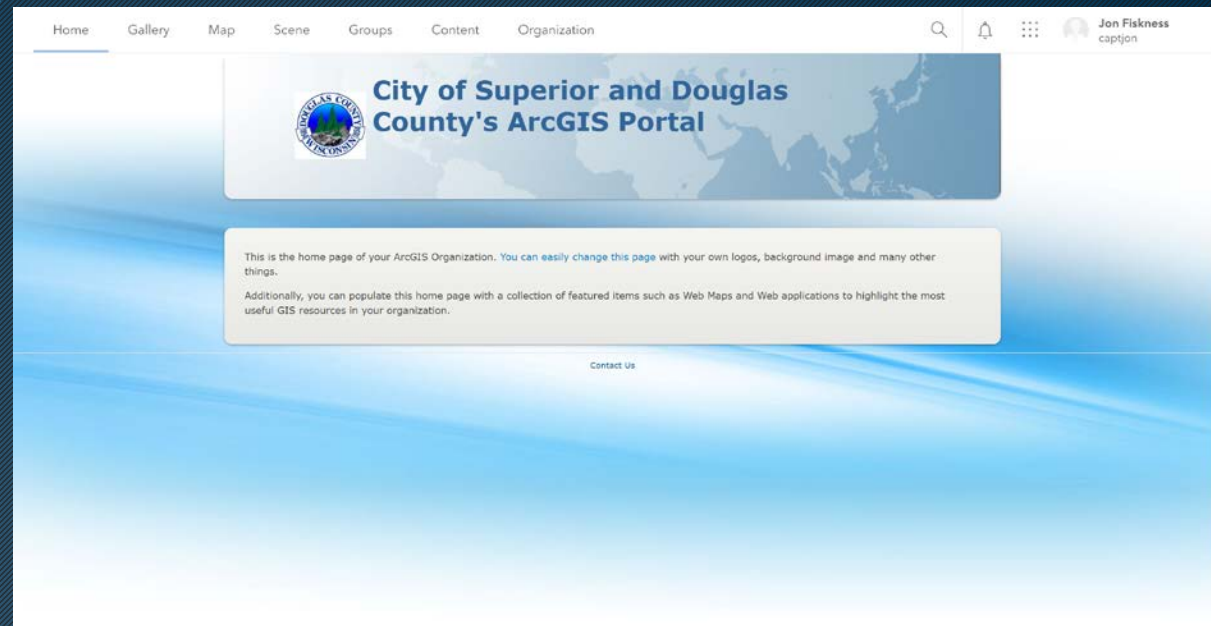 Home Gallery Map Scene Groups Content Organization Jon Fiskness
captjon
City of Superior and Douglas
County's ArcGIS Portal
DOUGLAS COUNTY
WISCONSIN
This is the home page of your ArcGIS Organization. You can easily change this page with your own logos, background image and many other
things.
Additionally, you can populate this home page with a collection of featured items such as Web Maps and Web applications to highlight the most
useful GIS resources in your organization.
Contact Us